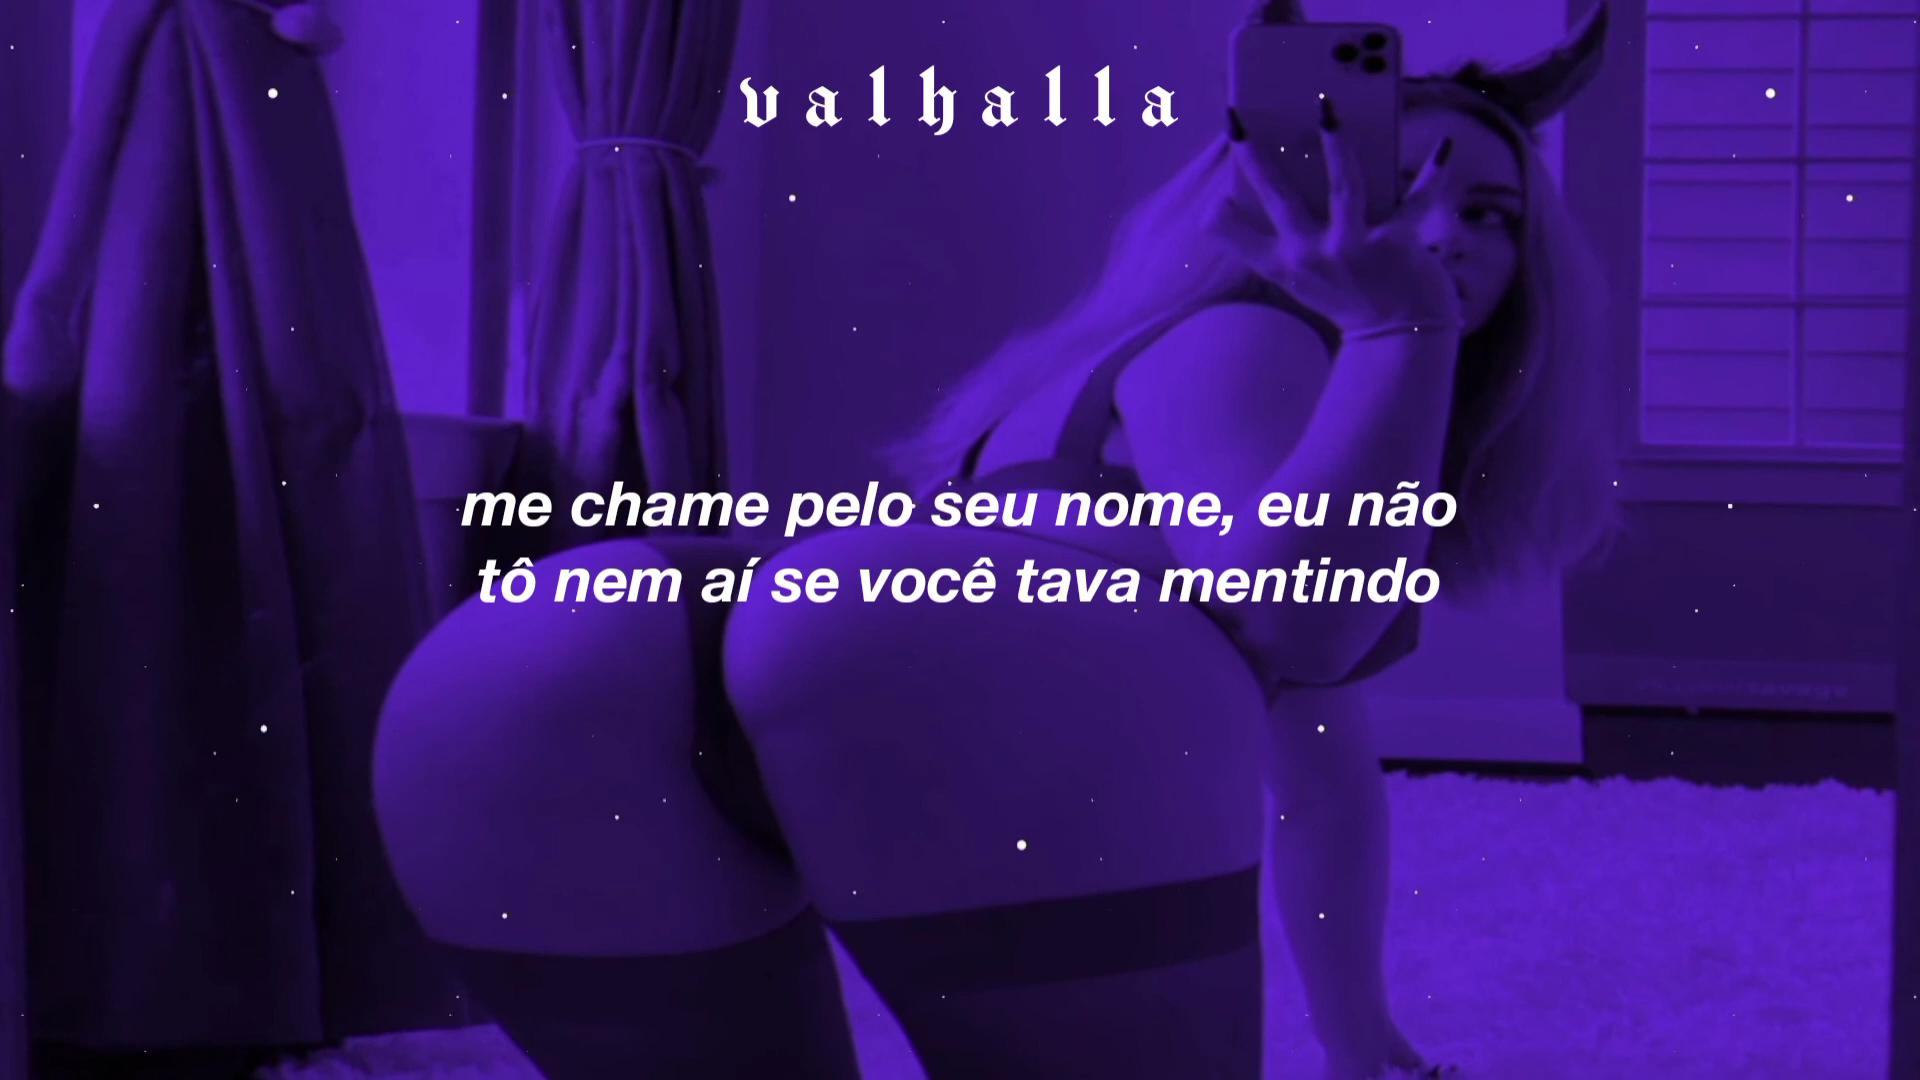 valhalla
me chame pelo seu nome, eu não
tô nem aí se você tava mentindo